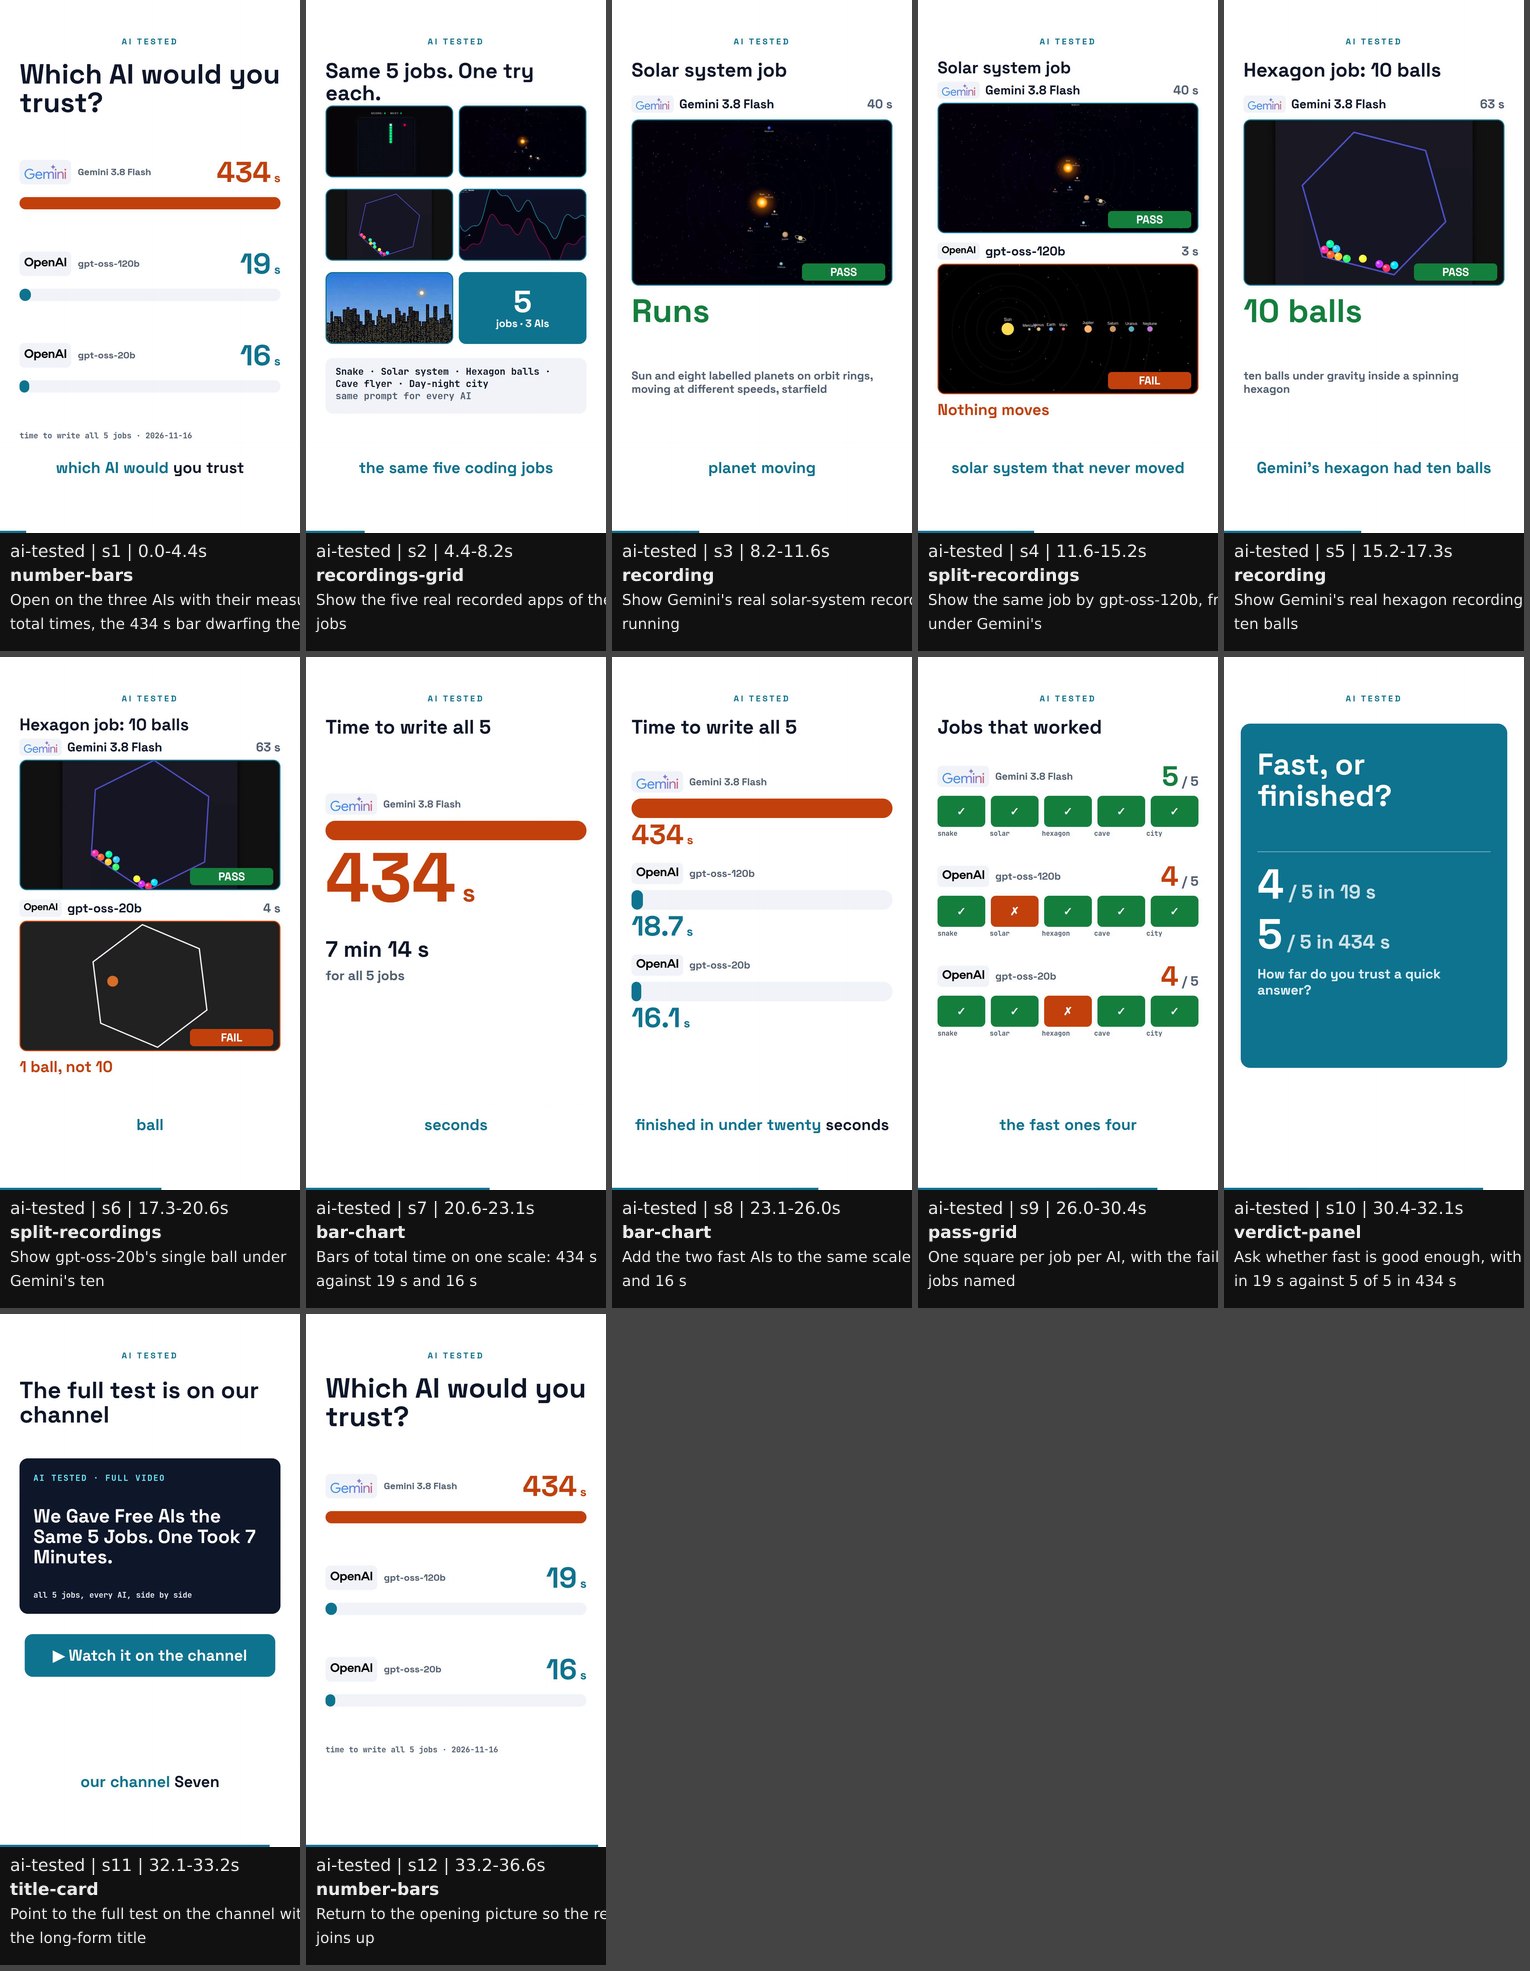 AI TESTED
Which AI would you
trust?
Gemini
Gemini 3.8 Flash
434 s
OpenAI
gpt-oss-120b
19 s
OpenAI
gpt-oss-20b
16 s
time to write all 5 jobs · 2026-11-16
which AI would you trust
ai-tested | s1 | 0.0-4.4s
number-bars
Open on the three AIs with their measu
total times, the 434 s bar dwarfing the
AI TESTED
Same 5 jobs. One try
each.
5
jobs · 3 AIs
Snake · Solar system · Hexagon balls ·
Cave flyer · Day-night city
same prompt for every AI
the same five coding jobs
ai-tested | s2 | 4.4-8.2s
recordings-grid
Show the five real recorded apps of the
jobs
AI TESTED
Solar system job
Gemini
Gemini 3.8 Flash
40 s
PASS
Runs
Sun and eight labelled planets on orbit rings,
moving at different speeds, starfield
planet moving
ai-tested | s3 | 8.2-11.6s
recording
Show Gemini's real solar-system record
running
AI TESTED
Solar system job
Gemini
Gemini 3.8 Flash
40 s
PASS
OpenAI
gpt-oss-120b
3 s
FAIL
Nothing moves
solar system that never moved
ai-tested | s4 | 11.6-15.2s
split-recordings
Show the same job by gpt-oss-120b, fr
under Gemini's
AI TESTED
Hexagon job: 10 balls
Gemini
Gemini 3.8 Flash
63 s
PASS
10 balls
ten balls under gravity inside a spinning
hexagon
Gemini's hexagon had ten balls
ai-tested | s5 | 15.2-17.3s
recording
Show Gemini's real hexagon recording
ten balls
AI TESTED
Hexagon job: 10 balls
Gemini
Gemini 3.8 Flash
63 s
PASS
OpenAI
gpt-oss-20b
4 s
FAIL
1 ball, not 10
ball
ai-tested | s6 | 17.3-20.6s
split-recordings
Show gpt-oss-20b's single ball under
Gemini's ten
AI TESTED
Time to write all 5
Gemini
Gemini 3.8 Flash
434 s
7 min 14 s
for all 5 jobs
seconds
ai-tested | s7 | 20.6-23.1s
bar-chart
Bars of total time on one scale: 434 s
against 19 s and 16 s
AI TESTED
Time to write all 5
Gemini
Gemini 3.8 Flash
434 s
OpenAI
gpt-oss-120b
18.7 s
OpenAI
gpt-oss-20b
16.1 s
finished in under twenty seconds
ai-tested | s8 | 23.1-26.0s
bar-chart
Add the two fast AIs to the same scale
and 16 s
AI TESTED
Jobs that worked
Gemini
Gemini 3.8 Flash
5 / 5
✓ ✓ ✓ ✓ ✓
snake solar hexagon cave city
OpenAI
gpt-oss-120b
4 / 5
✓ ✗ ✓ ✓ ✓
snake solar hexagon cave city
OpenAI
gpt-oss-20b
4 / 5
✓ ✓ ✗ ✓ ✓
snake solar hexagon cave city
the fast ones four
ai-tested | s9 | 26.0-30.4s
pass-grid
One square per job per AI, with the fail
jobs named
AI TESTED
Fast, or
finished?
4 / 5 in 19 s
5 / 5 in 434 s
How far do you trust a quick
answer?
ai-tested | s10 | 30.4-32.1s
verdict-panel
Ask whether fast is good enough, with
in 19 s against 5 of 5 in 434 s
AI TESTED
The full test is on our
channel
AI TESTED · FULL VIDEO
We Gave Free AIs the
Same 5 Jobs. One Took 7
Minutes.
all 5 jobs, every AI, side by side
▶ Watch it on the channel
our channel Seven
ai-tested | s11 | 32.1-33.2s
title-card
Point to the full test on the channel wit
the long-form title
AI TESTED
Which AI would you
trust?
Gemini
Gemini 3.8 Flash
434 s
OpenAI
gpt-oss-120b
19 s
OpenAI
gpt-oss-20b
16 s
time to write all 5 jobs · 2026-11-16
ai-tested | s12 | 33.2-36.6s
number-bars
Return to the opening picture so the re
joins up